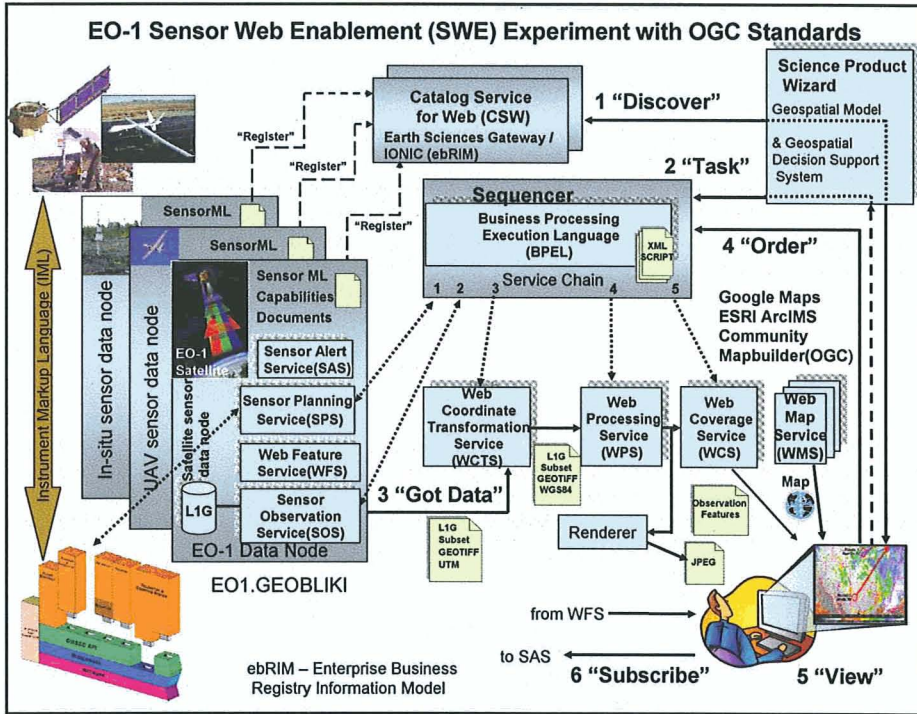 EO-1 Sensor Web Enablement (SWE) Experiment with OGC Standards
Catalog Service
for Web (CSW)
Earth Sciences Gateway /
IONIC (ebRIM)
1 “Discover”
Science Product
Wizard
Geospatial Model
& Geospatial
Decision Support
System
“Register”
“Register”
“Register”
2 “Task”
Sequencer
Business Processing
Execution Language
(BPEL)
XML
SCRIPT
Service Chain
1
2
3
4
5
4 “Order”
Instrument Markup Language (IML)
In-situ sensor data node
SensorML
UAV sensor data node
SensorML
Sensor ML
Capabilities
Documents
EO-1
Satellite
Satellite sensor
data node
Sensor Alert
Service(SAS)
Sensor Planning
Service(SPS)
Web Feature
Service(WFS)
L1G
Sensor
Observation
Service(SOS)
EO-1 Data Node
EO1.GEOBLIKI
Google Maps
ESRI ArcIMS
Community
Mapbuilder(OGC)
Web
Coordinate
Transformation
Service
(WCTS)
Web
Processing
Service
(WPS)
Web
Coverage
Service
(WCS)
Web
Map
Service
(WMS)
3 “Got Data”
L1G
Subset
GEOTIFF
WGS84
L1G
Subset
GEOTIFF
UTM
Observation
Features
Map
Renderer
JPEG
from WFS
to SAS
6 “Subscribe”
5 “View”
ebRIM – Enterprise Business
Registry Information Model